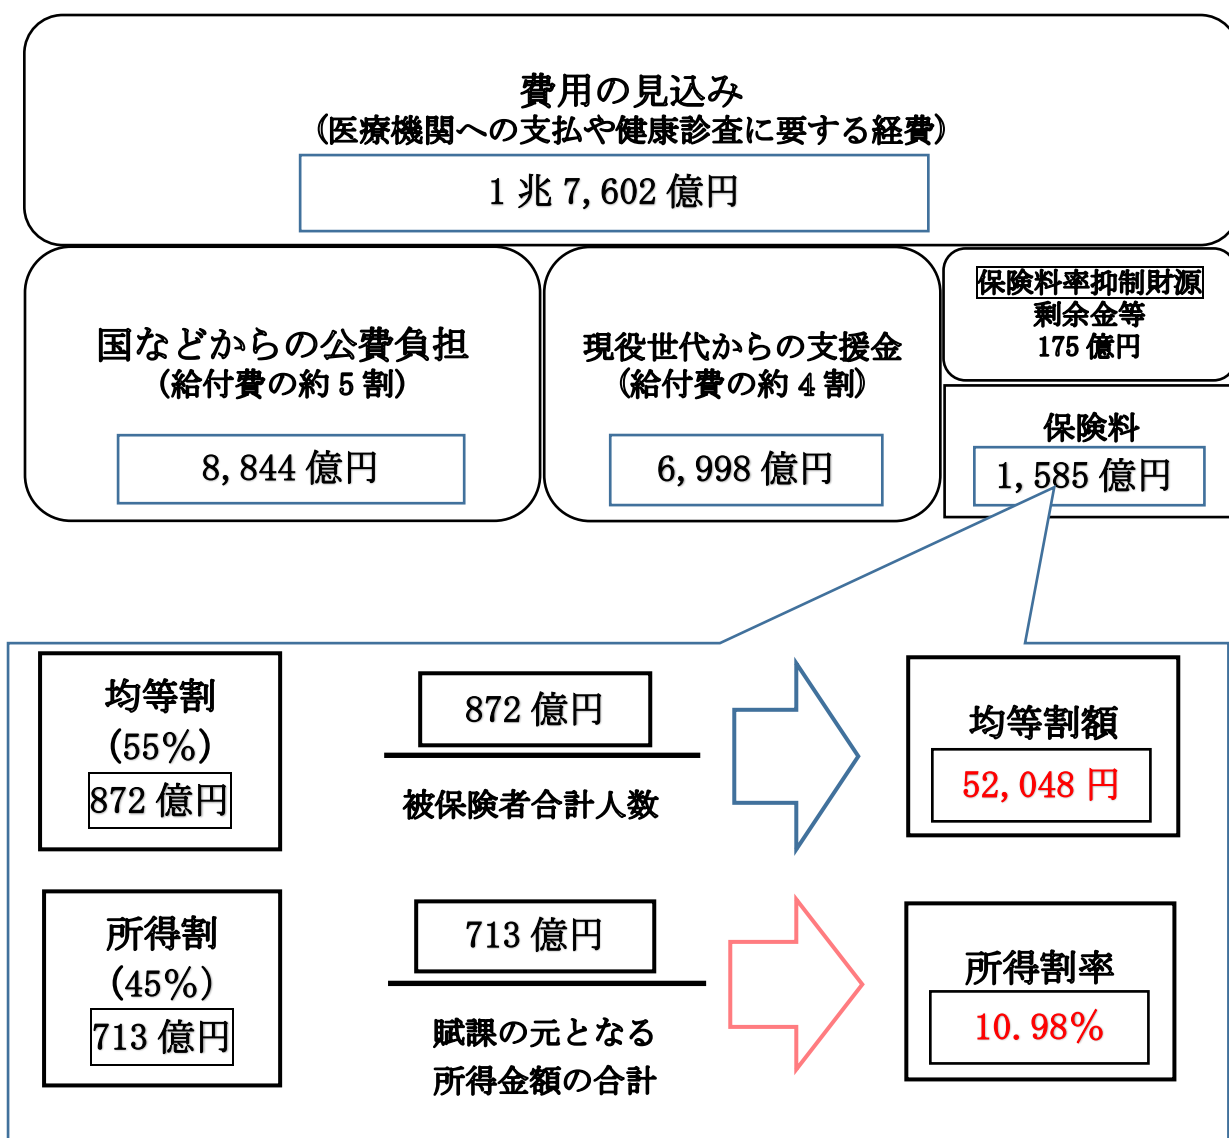 費用の見込み
(医療機関への支払や健康診査に要する経費)
1 兆 7,602 億円
国などからの公費負担
(給付費の約 5 割)
8,844 億円
現役世代からの支援金
(給付費の約 4 割)
6,998 億円
保険料率抑制財源
剰余金等
175 億円
保険料
1,585 億円
均等割
(55%)
872 億円
872 億円
被保険者合計人数
均等割額
52,048 円
所得割
(45%)
713 億円
713 億円
賦課の元となる
所得金額の合計
所得割率
10.98%